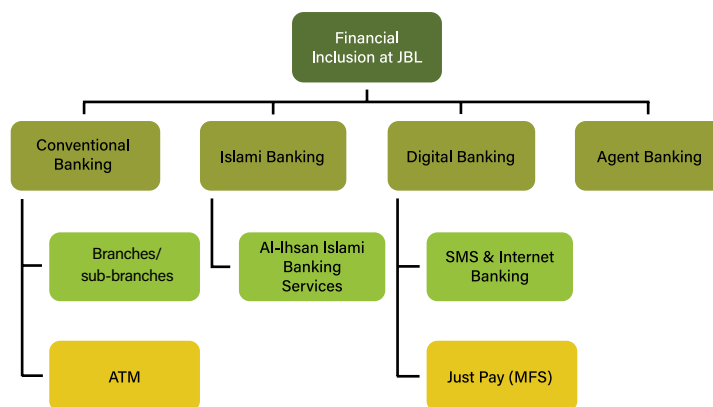 Financial
Inclusion at JBL
Conventional
Banking
Islami Banking
Digital Banking
Agent Banking
Branches/
sub-branches
Al-Ihsan Islami
Banking
Services
SMS & Internet
Banking
ATM
Just Pay (MFS)